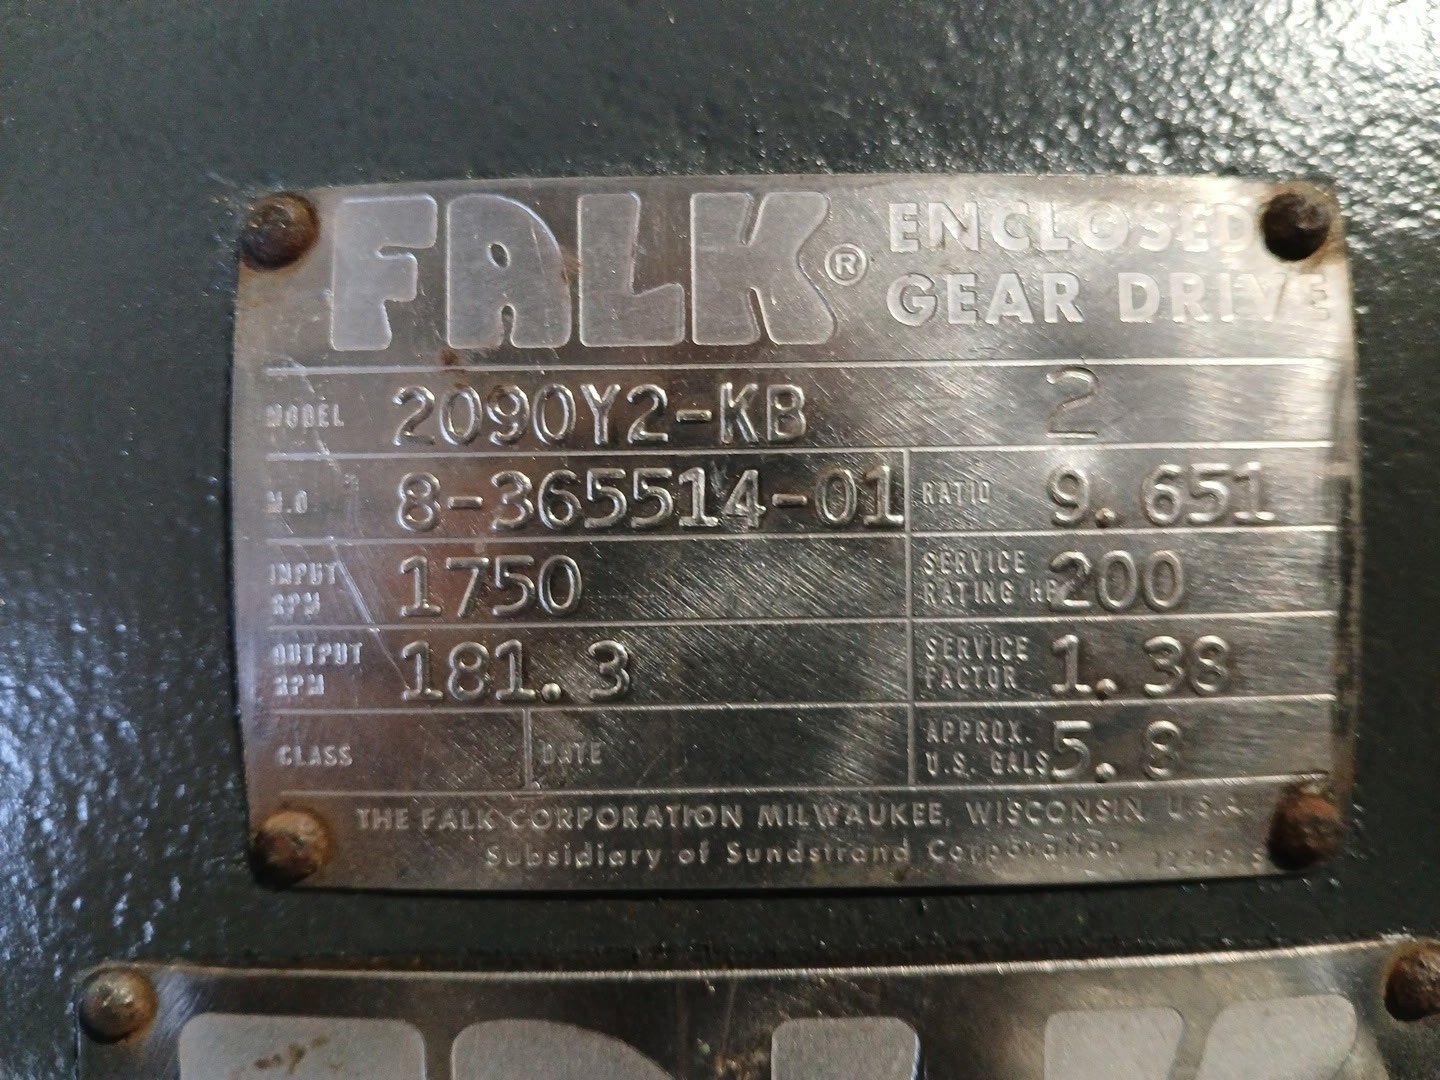 FALK® ENCLOSED GEAR DRIVE
MODEL 2090Y2-KB 2
M.O 8-365514-01 RATIO 9.651
INPUT RPM 1750 SERVICE RATING HP 200
OUTPUT RPM 181.3 SERVICE FACTOR 1.38
CLASS DATE APPROX. U.S. GALS 5.8
THE FALK CORPORATION MILWAUKEE, WISCONSIN U.S.A.
Subsidiary of Sundstrand Corporation